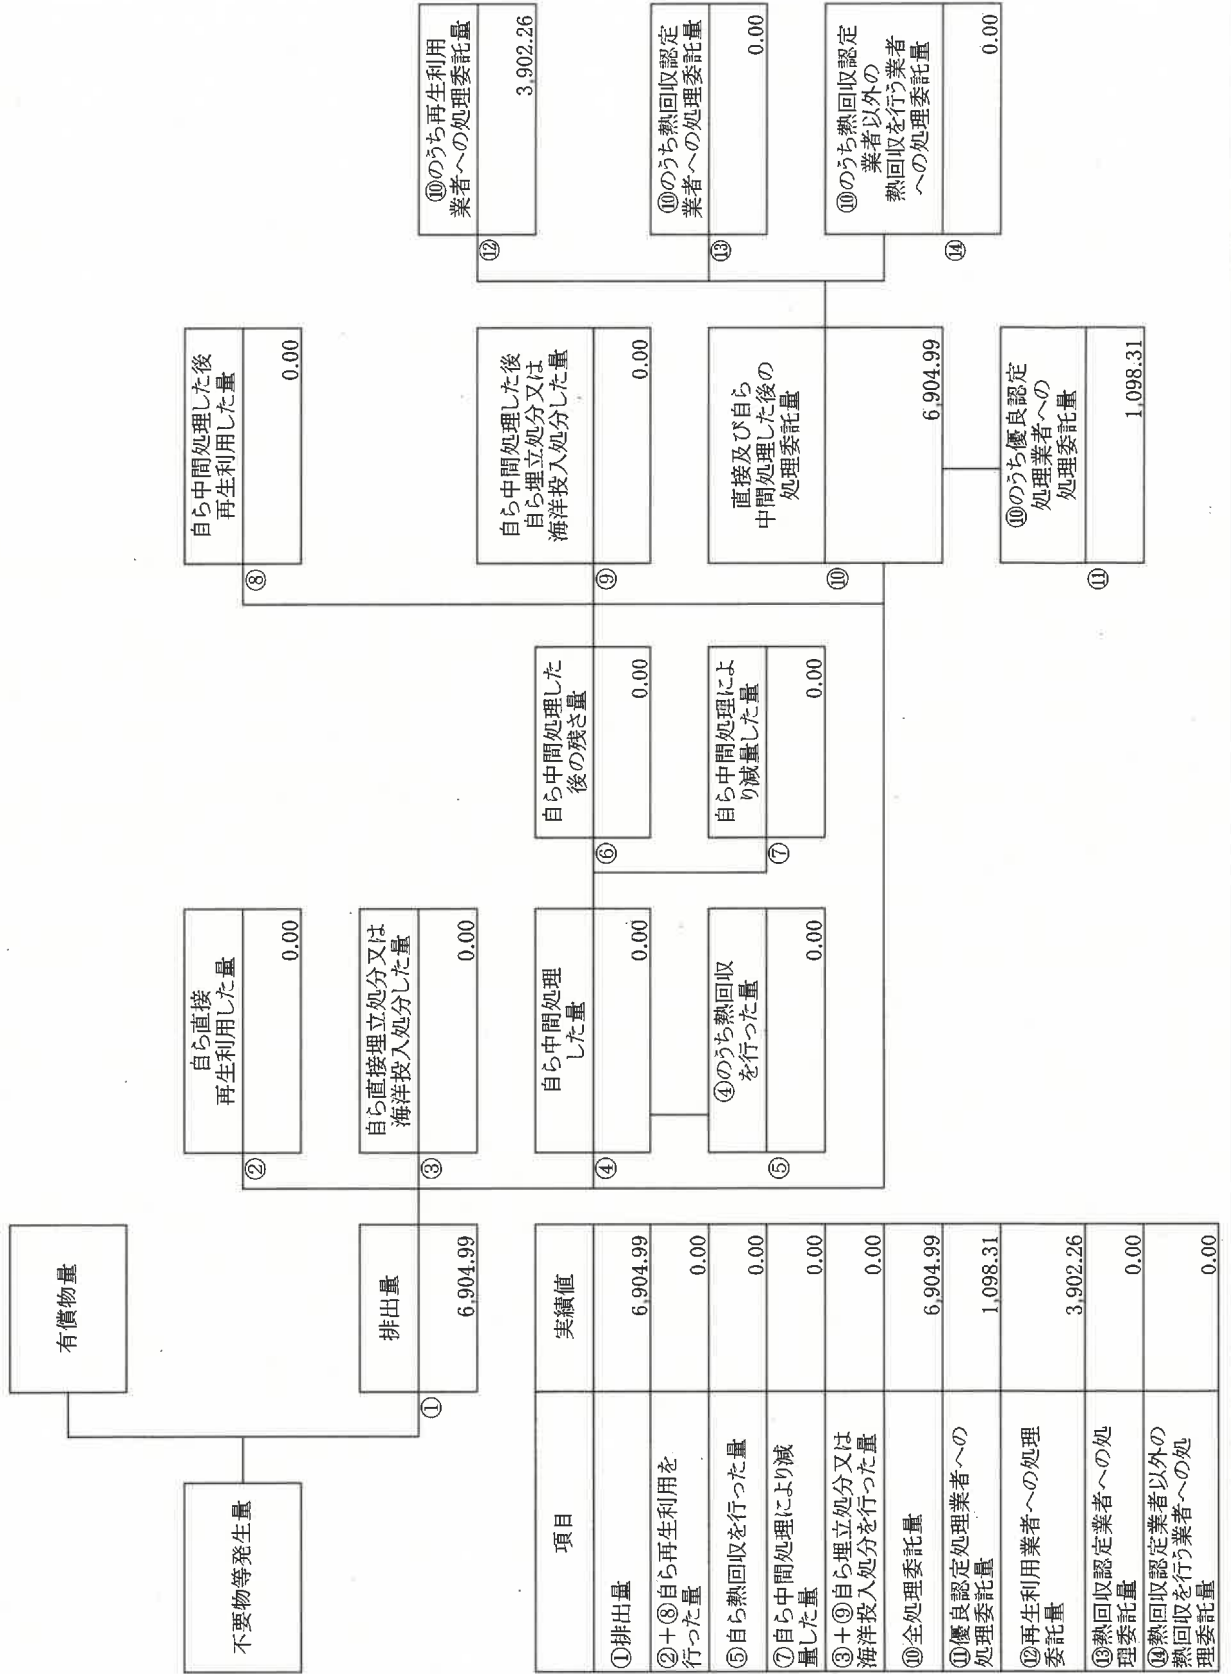 不要物等発生量
有償物量
①
排出量
6,904.99
②
自ら直接
再生利用した量
0.00
③
自ら直接埋立処分又は
海洋投入処分した量
0.00
④
自ら中間処理
した量
0.00
⑤
④のうち熱回収
を行った量
0.00
⑥
自ら中間処理した
後の残さ量
0.00
⑦
自ら中間処理によ
り減量した量
0.00
⑧
自ら中間処理した後
再生利用した量
0.00
⑨
自ら中間処理した後
自ら埋立処分又は
海洋投入処分した量
0.00
⑩
直接及び自ら
中間処理した後の
処理委託量
6,904.99
⑪
⑩のうち優良認定
処理業者への
処理委託量
1,098.31
⑫
⑩のうち再生利用
業者への処理委託量
3,902.26
⑬
⑩のうち熱回収認定
業者への処理委託量
0.00
⑭
⑩のうち熱回収認定
業者以外の
熱回収を行う業者
への処理委託量
0.00
項目 実績値
①排出量 6,904.99
②+⑧自ら再生利用を
行った量 0.00
⑤自ら熱回収を行った量 0.00
⑦自ら中間処理により減
量した量 0.00
③+⑨自ら埋立処分又は
海洋投入処分を行った量 0.00
⑩全処理委託量 6,904.99
⑪優良認定処理業者への
処理委託量 1,098.31
⑫再生利用業者への処理
委託量 3,902.26
⑬熱回収認定業者への処
理委託量 0.00
⑭熱回収認定業者以外の
熱回収を行う業者への処
理委託量 0.00